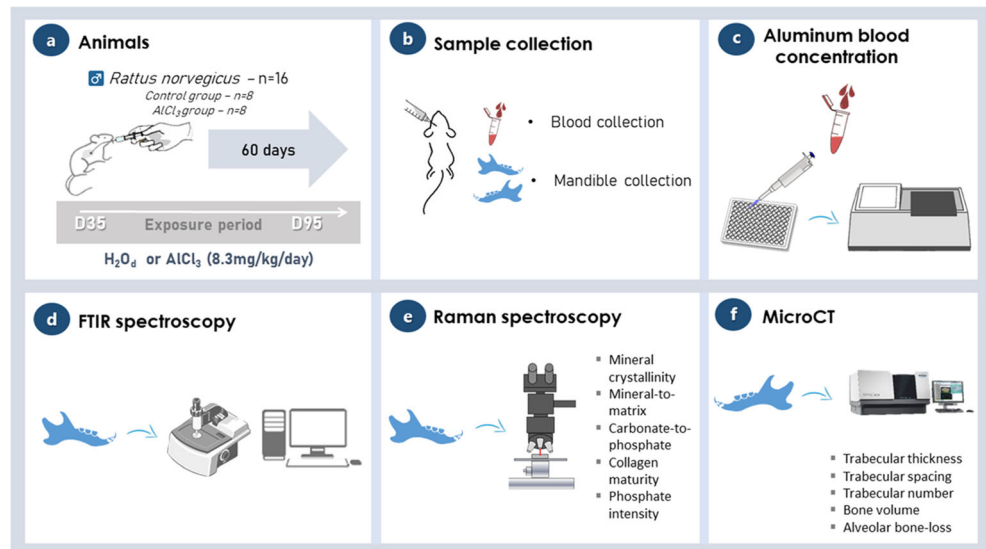 a Animals
♂ Rattus norvegicus – n=16
Control group – n=8
AlCl₃ group – n=8
60 days
D35 Exposure period D95
H₂Od or AlCl₃ (8.3mg/kg/day)
b Sample collection
• Blood collection
• Mandible collection
c Aluminum blood
concentration
d FTIR spectroscopy
e Raman spectroscopy
▪ Mineral
crystallinity
▪ Mineral-to-
matrix
▪ Carbonate-to-
phosphate
▪ Collagen
maturity
▪ Phosphate
intensity
f MicroCT
▪ Trabecular thickness
▪ Trabecular spacing
▪ Trabecular number
▪ Bone volume
▪ Alveolar bone-loss